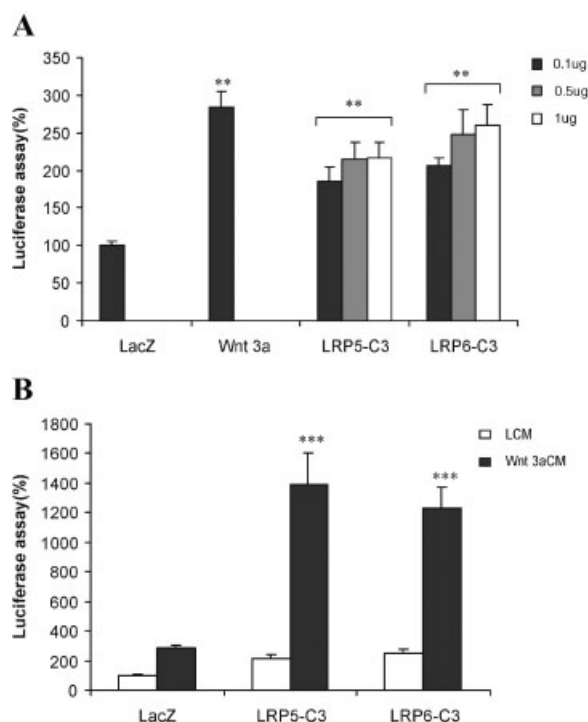 A
Luciferase assay(%)
350
300
250
200
150
100
50
0
**
**
**
LacZ
Wnt 3a
LRP5-C3
LRP6-C3
0.1ug
0.5ug
1ug
B
Luciferase assay(%)
1800
1600
1400
1200
1000
800
600
400
200
0
***
***
LacZ
LRP5-C3
LRP6-C3
LCM
Wnt 3aCM